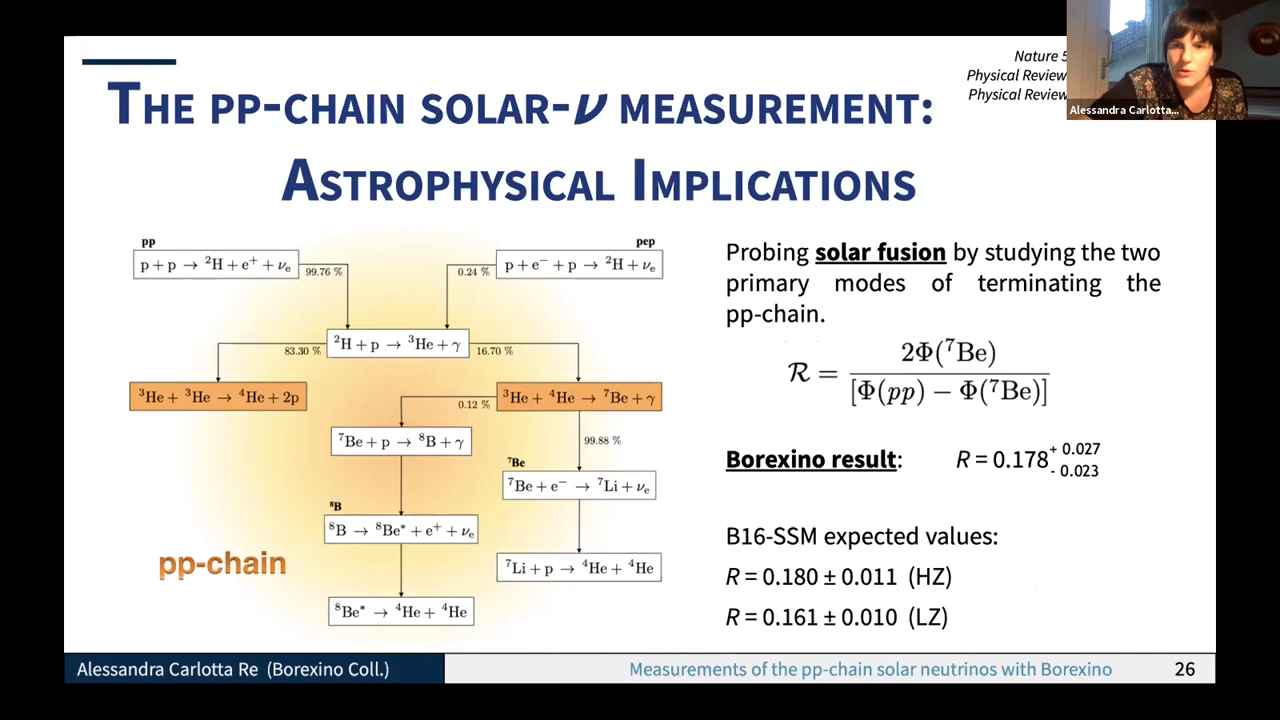 Nature 5
Physical Review
Physical Review
Alessandra Carlotta...
THE PP-CHAIN SOLAR-ν MEASUREMENT:
ASTROPHYSICAL IMPLICATIONS
pp
p + p → ²H + e⁺ + νₑ
99.76 %
pep
p + e⁻ + p → ²H + νₑ
0.24 %
²H + p → ³He + γ
83.30 %
16.70 %
³He + ³He → ⁴He + 2p
³He + ⁴He → ⁷Be + γ
0.12 %
99.88 %
⁷Be + p → ⁸B + γ
⁷Be
⁷Be + e⁻ → ⁷Li + νₑ
⁸B
⁸B → ⁸Be* + e⁺ + νₑ
⁷Li + p → ⁴He + ⁴He
⁸Be* → ⁴He + ⁴He
pp-chain
Probing solar fusion by studying the two
primary modes of terminating the
pp-chain.
R = 2Φ(⁷Be) / [Φ(pp) − Φ(⁷Be)]
Borexino result: R = 0.178 + 0.027 - 0.023
B16-SSM expected values:
R = 0.180 ± 0.011 (HZ)
R = 0.161 ± 0.010 (LZ)
Alessandra Carlotta Re (Borexino Coll.)
Measurements of the pp-chain solar neutrinos with Borexino
26